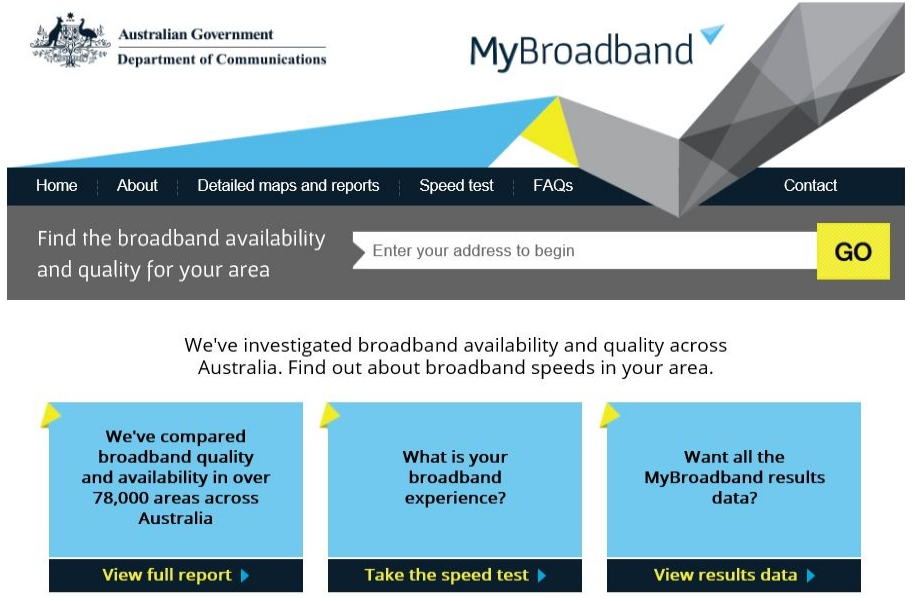 Australian Government
Department of Communications
MyBroadband
Home
About
Detailed maps and reports
Speed test
FAQs
Contact
Find the broadband availability
and quality for your area
Enter your address to begin
GO
We've investigated broadband availability and quality across
Australia. Find out about broadband speeds in your area.
We've compared
broadband quality
and availability in over
78,000 areas across
Australia
View full report
What is your
broadband
experience?
Take the speed test
Want all the
MyBroadband results
data?
View results data